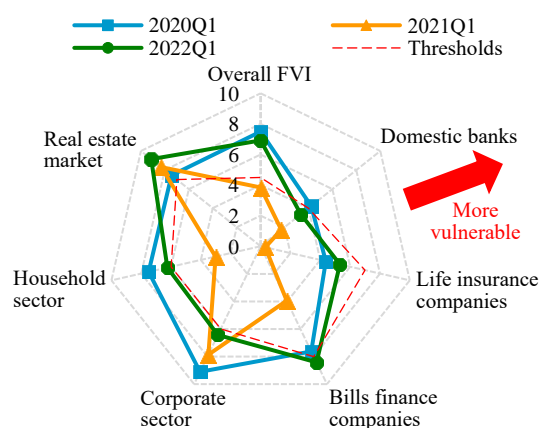 2020Q1
2021Q1
2022Q1
Thresholds
Overall FVI
10
8
6
4
2
0
Domestic banks
More
vulnerable
Life insurance
companies
Bills finance
companies
Corporate
sector
Household
sector
Real estate
market